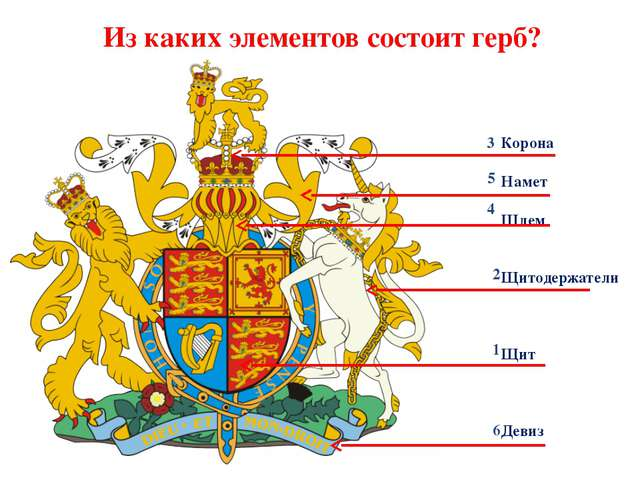 Из каких элементов состоит герб?
3 Корона
5 Намет
4 Шлем
2 Щитодержатели
1 Щит
6 Девиз
DIEU ET MON DROIT